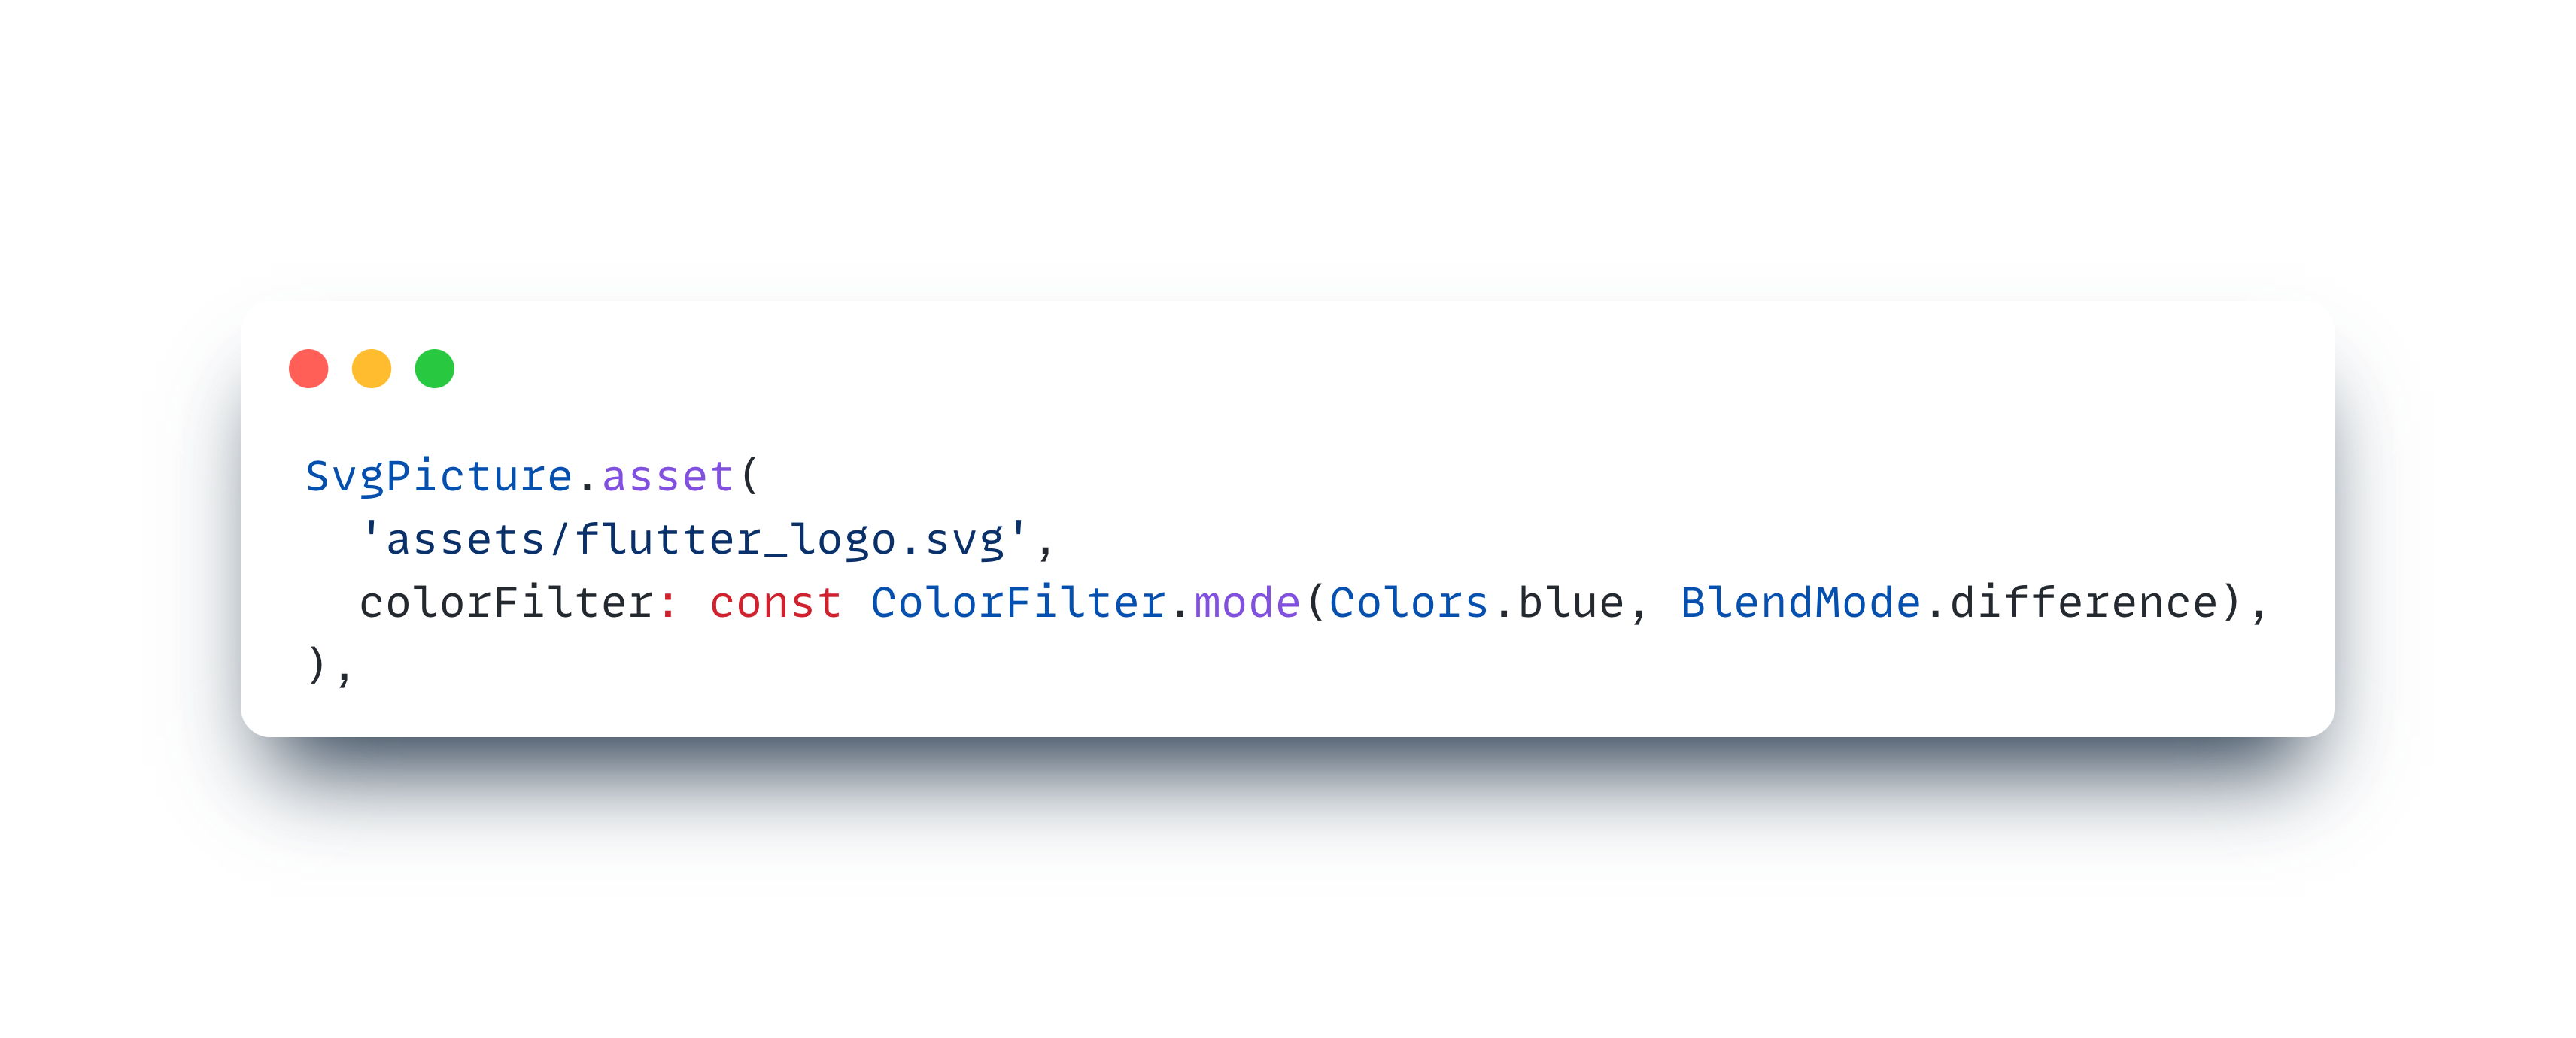 SvgPicture.asset(
  'assets/flutter_logo.svg',
  colorFilter: const ColorFilter.mode(Colors.blue, BlendMode.difference),
),